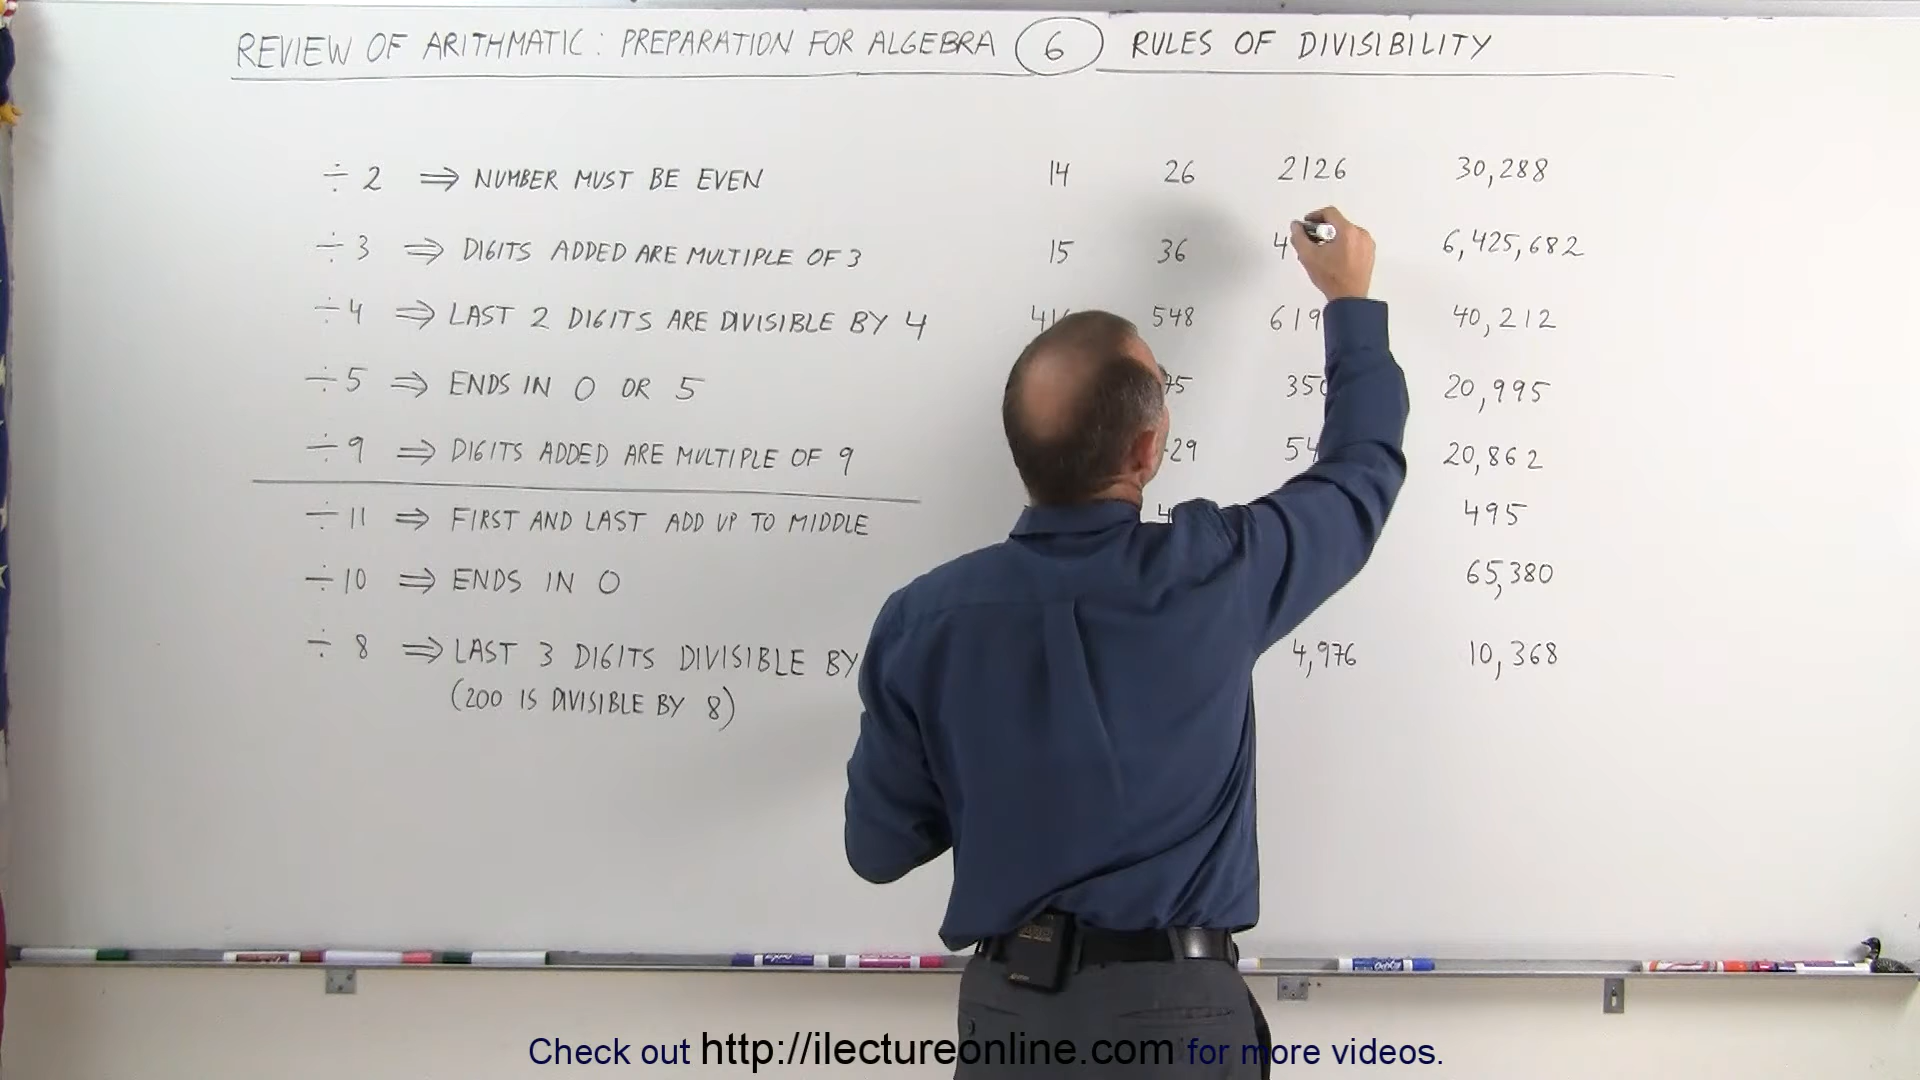 REVIEW OF ARITHMATIC: PREPARATION FOR ALGEBRA 6 RULES OF DIVISIBILITY
÷ 2 ⇒ NUMBER MUST BE EVEN 14 26 2126 30,288
÷ 3 ⇒ DIGITS ADDED ARE MULTIPLE OF 3 15 36 6,425,682
÷ 4 ⇒ LAST 2 DIGITS ARE DIVISIBLE BY 4 548 40,212
÷ 5 ⇒ ENDS IN 0 OR 5 20,995
÷ 9 ⇒ DIGITS ADDED ARE MULTIPLE OF 9 20,862
÷ 11 ⇒ FIRST AND LAST ADD UP TO MIDDLE 495
÷ 10 ⇒ ENDS IN 0 65,380
÷ 8 ⇒ LAST 3 DIGITS DIVISIBLE BY 4,976 10,368
(200 IS DIVISIBLE BY 8)
Check out http://ilectureonline.com for more videos.